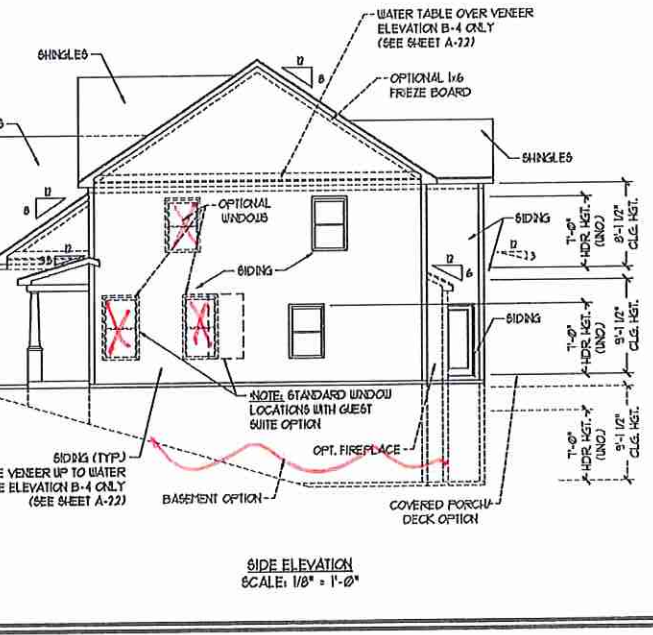 WATER TABLE OVER VENEER
ELEVATION B-4 ONLY
(SEE SHEET A-22)
SHINGLES
12
8
OPTIONAL 1x6
FRIEZE BOARD
SHINGLES
12
8
OPTIONAL
WINDOWS
SIDING
SIDING
12
3
12
3.5
12
6
SIDING
7'-0"
HDR. HGT.
(UNO)
8'-1 1/2"
CLG. HGT.
7'-0"
HDR. HGT.
(UNO)
9'-1 1/2"
CLG. HGT.
7'-0"
HDR. HGT.
(UNO)
9'-1 1/2"
CLG. HGT.
NOTE: STANDARD WINDOW
LOCATIONS WITH GUEST
SUITE OPTION
SIDING (TYP.)
VENEER UP TO WATER
ELEVATION B-4 ONLY
(SEE SHEET A-22)
OPT. FIREPLACE
BASEMENT OPTION
COVERED PORCH/
DECK OPTION
SIDE ELEVATION
SCALE: 1/8" = 1'-0"